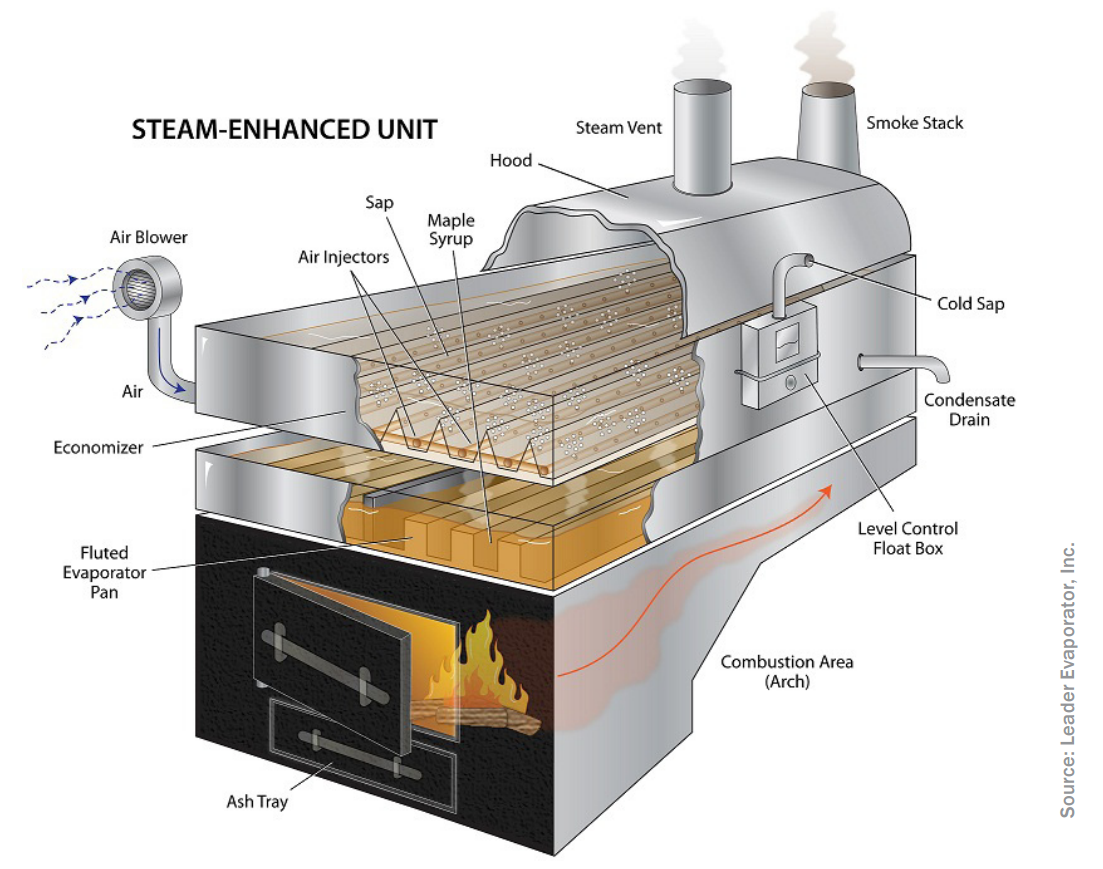 STEAM-ENHANCED UNIT
Steam Vent
Smoke Stack
Hood
Sap
Maple
Syrup
Air Blower
Air Injectors
Cold Sap
Air
Condensate
Drain
Economizer
Level Control
Float Box
Fluted
Evaporator
Pan
Combustion Area
(Arch)
Ash Tray
Source: Leader Evaporator, Inc.